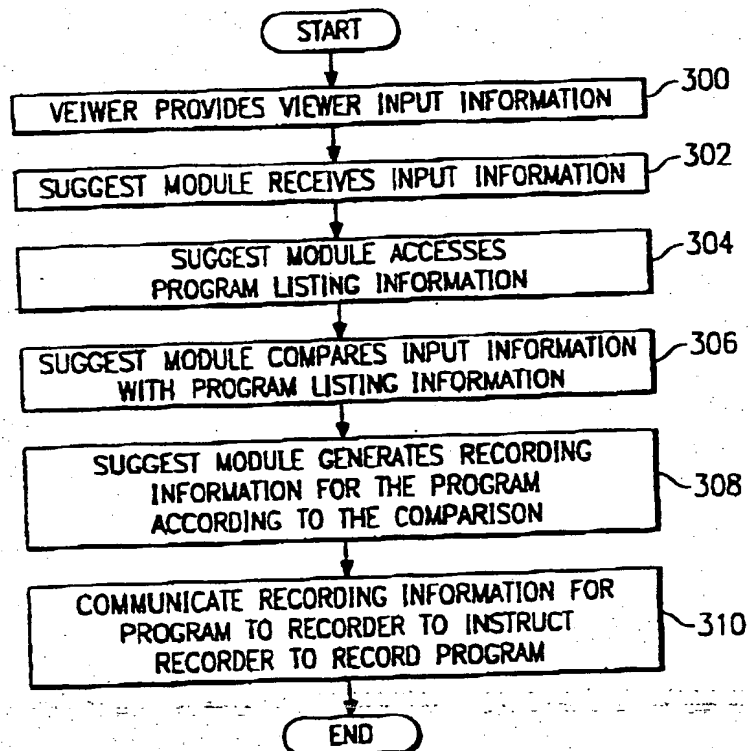 START
VEIWER PROVIDES VIEWER INPUT INFORMATION
300
SUGGEST MODULE RECEIVES INPUT INFORMATION
302
SUGGEST MODULE ACCESSES
PROGRAM LISTING INFORMATION
304
SUGGEST MODULE COMPARES INPUT INFORMATION
WITH PROGRAM LISTING INFORMATION
306
SUGGEST MODULE GENERATES RECORDING
INFORMATION FOR THE PROGRAM
ACCORDING TO THE COMPARISON
308
COMMUNICATE RECORDING INFORMATION FOR
PROGRAM TO RECORDER TO INSTRUCT
RECORDER TO RECORD PROGRAM
310
END